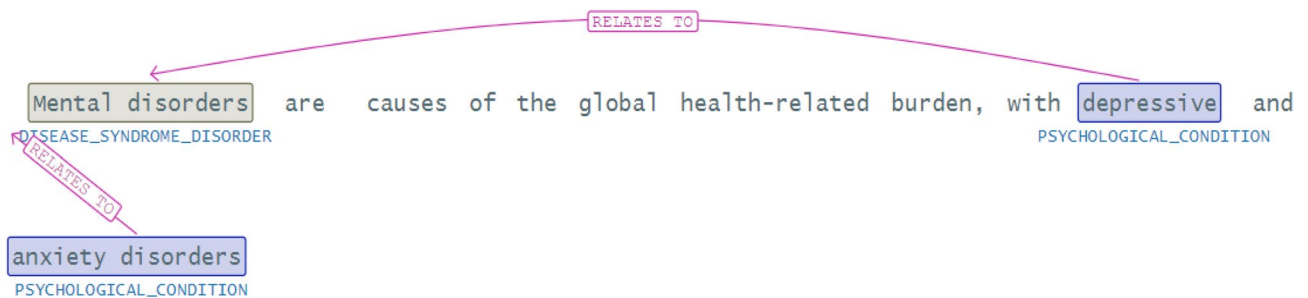 RELATES TO
Mental disorders are causes of the global health-related burden, with depressive and
DISEASE_SYNDROME_DISORDER PSYCHOLOGICAL_CONDITION
RELATES TO
anxiety disorders
PSYCHOLOGICAL_CONDITION